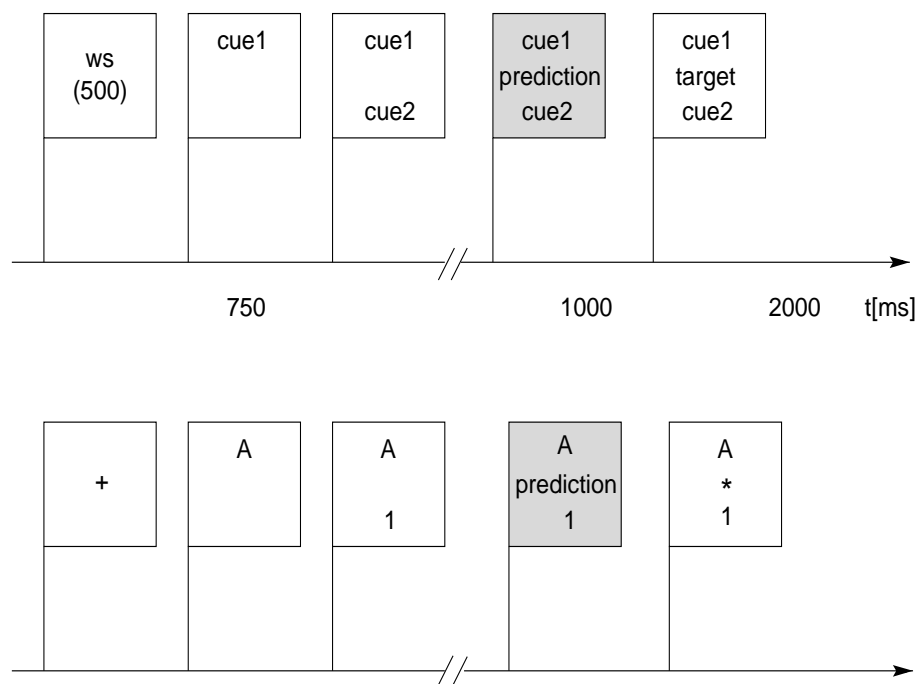 ws
(500)
cue1
cue1
cue2
cue1
prediction
cue2
cue1
target
cue2
750
1000
2000
t[ms]
+
A
A
1
A
prediction
1
A
*
1